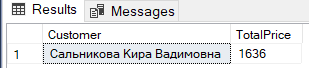 Results Messages
Customer TotalPrice
1 Сальникова Кира Вадимовна 1636